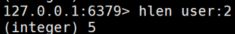 127.0.0.1:6379> hlen user:2
(integer) 5